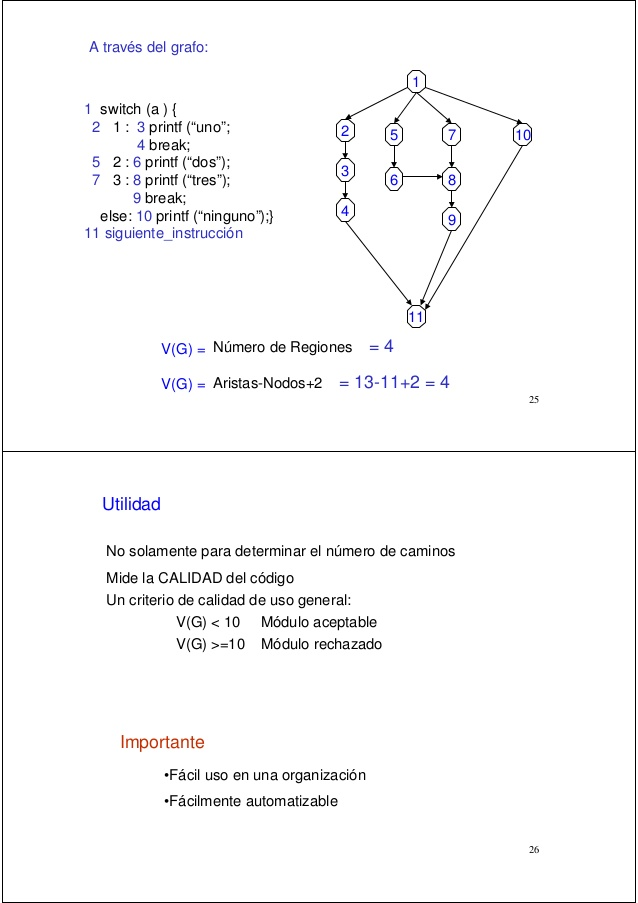 A través del grafo:
1 switch (a ) {
2 1 : 3 printf (“uno”;
4 break;
5 2 : 6 printf (“dos”);
7 3 : 8 printf (“tres”);
9 break;
else: 10 printf (“ninguno”);}
11 siguiente_instrucción
1
2 5 7 10
3 6 8
4 9
11
V(G) = Número de Regiones = 4
V(G) = Aristas-Nodos+2 = 13-11+2 = 4
25
Utilidad
No solamente para determinar el número de caminos
Mide la CALIDAD del código
Un criterio de calidad de uso general:
V(G) < 10 Módulo aceptable
V(G) >=10 Módulo rechazado
Importante
•Fácil uso en una organización
•Fácilmente automatizable
26